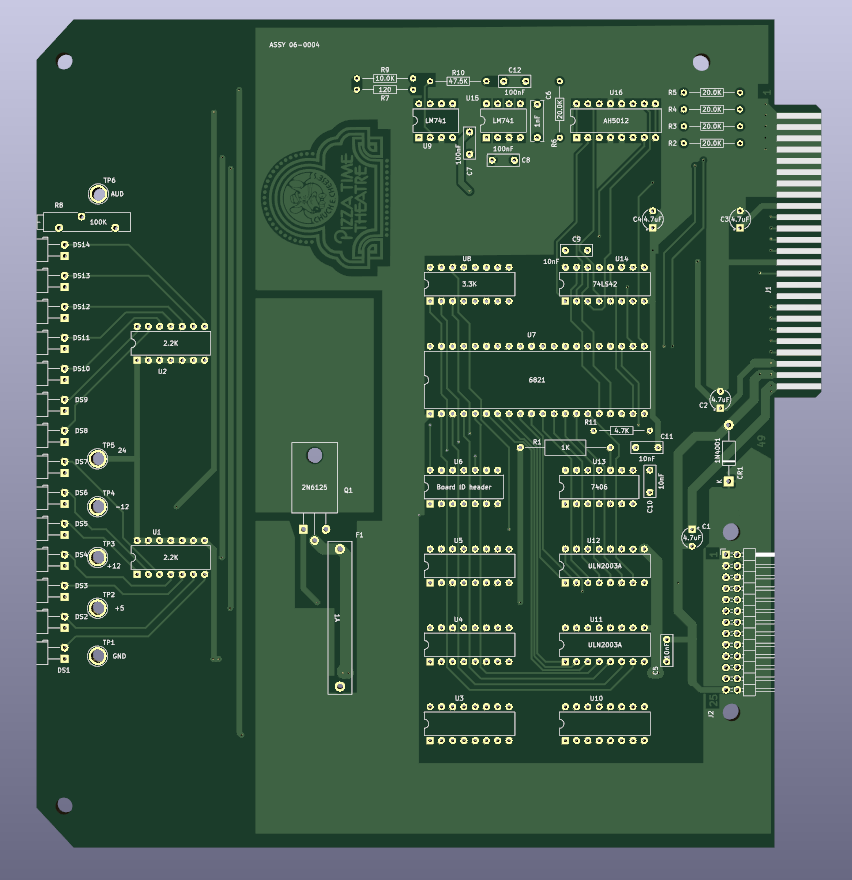 ASSY 06-0004
R9
10.0K
120
R7
R10
47.5K
C12
100nF
U15
LM741
U9
LM741
100nF
C7
1nF
C6
20.0K
R6
100nF
C8
U16
AH5012
R5
20.0K
R4
20.0K
R3
20.0K
R2
20.0K
1
PIZZA TIME
THEATRE
TP6
AUD
R8
100K
C4
4.7uF
C3
4.7uF
C9
10nF
J1
DS14
DS13
DS12
DS11
DS10
DS9
DS8
DS7
DS6
DS5
DS4
DS3
DS2
DS1
2.2K
U2
U8
3.3K
U14
74LS42
U7
6821
C2
4.7uF
R11
4.7K
R1
1K
C11
10nF
1N4001
CR1
K
49
TP5
24
TP4
-12
TP3
+12
TP2
+5
TP1
GND
U1
2.2K
2N6125
Q1
F1
U6
Board ID header
U13
7406
10nF
C10
C1
4.7uF
U5
U12
ULN2003A
1
U4
U11
ULN2003A
C5
10nF
U3
U10
25
J2